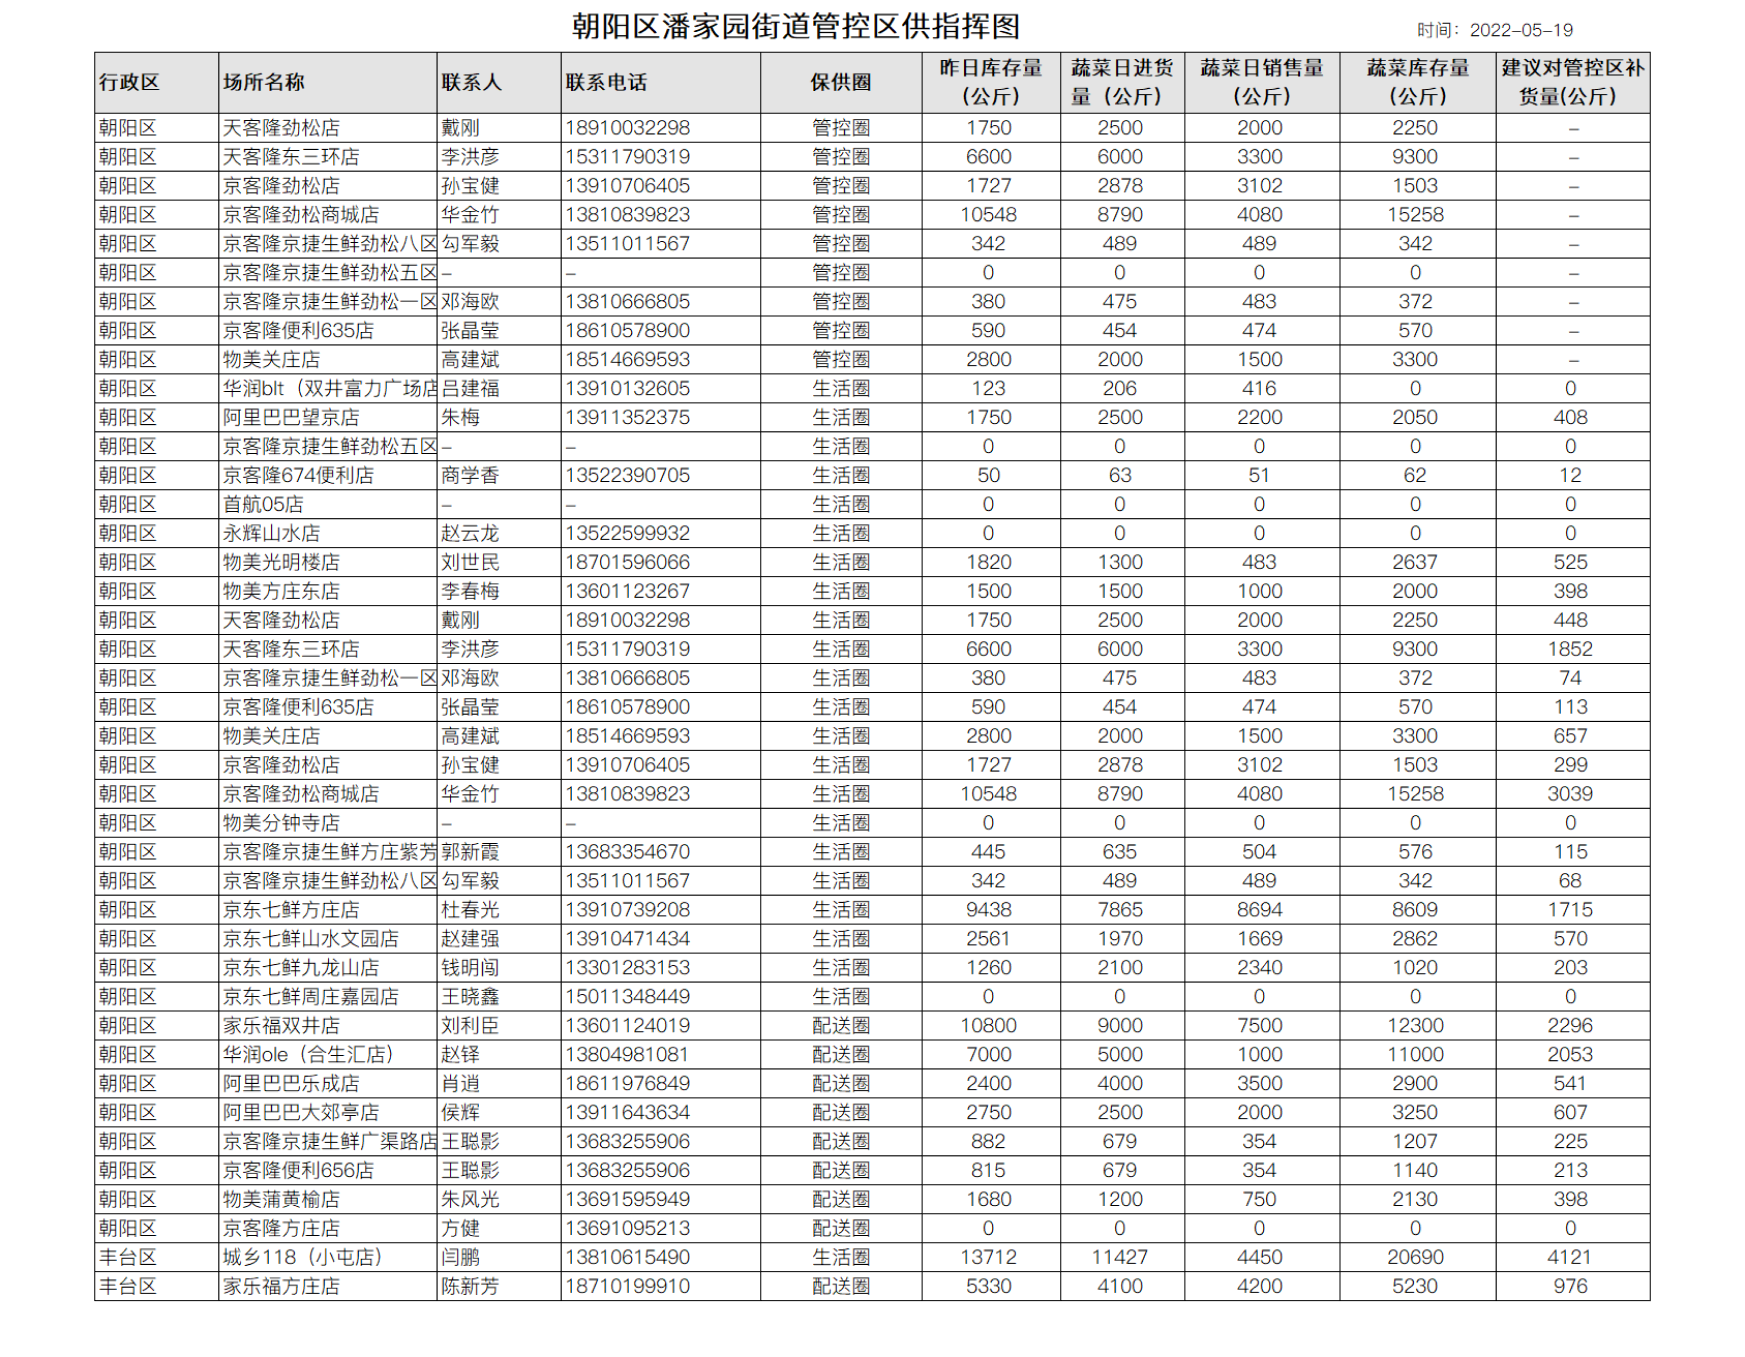 朝阳区潘家园街道管控区供指挥图
时间：2022-05-19
行政区 场所名称 联系人 联系电话 保供圈 昨日库存量（公斤） 蔬菜日进货量（公斤） 蔬菜日销售量（公斤） 蔬菜库存量（公斤） 建议对管控区补货量(公斤)
朝阳区 天客隆劲松店 戴刚 18910032298 管控圈 1750 2500 2000 2250 –
朝阳区 天客隆东三环店 李洪彦 15311790319 管控圈 6600 6000 3300 9300 –
朝阳区 京客隆劲松店 孙宝健 13910706405 管控圈 1727 2878 3102 1503 –
朝阳区 京客隆劲松商城店 华金竹 13810839823 管控圈 10548 8790 4080 15258 –
朝阳区 京客隆京捷生鲜劲松八区 勾军毅 13511011567 管控圈 342 489 489 342 –
朝阳区 京客隆京捷生鲜劲松五区 – – 管控圈 0 0 0 0 –
朝阳区 京客隆京捷生鲜劲松一区 邓海欧 13810666805 管控圈 380 475 483 372 –
朝阳区 京客隆便利635店 张晶莹 18610578900 管控圈 590 454 474 570 –
朝阳区 物美关庄店 高建斌 18514669593 管控圈 2800 2000 1500 3300 –
朝阳区 华润blt（双井富力广场店 吕建福 13910132605 生活圈 123 206 416 0 0
朝阳区 阿里巴巴望京店 朱梅 13911352375 生活圈 1750 2500 2200 2050 408
朝阳区 京客隆京捷生鲜劲松五区 – – 生活圈 0 0 0 0 0
朝阳区 京客隆674便利店 商学香 13522390705 生活圈 50 63 51 62 12
朝阳区 首航05店 – – 生活圈 0 0 0 0 0
朝阳区 永辉山水店 赵云龙 13522599932 生活圈 0 0 0 0 0
朝阳区 物美光明楼店 刘世民 18701596066 生活圈 1820 1300 483 2637 525
朝阳区 物美方庄东店 李春梅 13601123267 生活圈 1500 1500 1000 2000 398
朝阳区 天客隆劲松店 戴刚 18910032298 生活圈 1750 2500 2000 2250 448
朝阳区 天客隆东三环店 李洪彦 15311790319 生活圈 6600 6000 3300 9300 1852
朝阳区 京客隆京捷生鲜劲松一区 邓海欧 13810666805 生活圈 380 475 483 372 74
朝阳区 京客隆便利635店 张晶莹 18610578900 生活圈 590 454 474 570 113
朝阳区 物美关庄店 高建斌 18514669593 生活圈 2800 2000 1500 3300 657
朝阳区 京客隆劲松店 孙宝健 13910706405 生活圈 1727 2878 3102 1503 299
朝阳区 京客隆劲松商城店 华金竹 13810839823 生活圈 10548 8790 4080 15258 3039
朝阳区 物美分钟寺店 – – 生活圈 0 0 0 0 0
朝阳区 京客隆京捷生鲜方庄紫芳 郭新霞 13683354670 生活圈 445 635 504 576 115
朝阳区 京客隆京捷生鲜劲松八区 勾军毅 13511011567 生活圈 342 489 489 342 68
朝阳区 京东七鲜方庄店 杜春光 13910739208 生活圈 9438 7865 8694 8609 1715
朝阳区 京东七鲜山水文园店 赵建强 13910471434 生活圈 2561 1970 1669 2862 570
朝阳区 京东七鲜九龙山店 钱明闯 13301283153 生活圈 1260 2100 2340 1020 203
朝阳区 京东七鲜周庄嘉园店 王晓鑫 15011348449 生活圈 0 0 0 0 0
朝阳区 家乐福双井店 刘利臣 13601124019 配送圈 10800 9000 7500 12300 2296
朝阳区 华润ole（合生汇店） 赵铎 13804981081 配送圈 7000 5000 1000 11000 2053
朝阳区 阿里巴巴乐成店 肖逍 18611976849 配送圈 2400 4000 3500 2900 541
朝阳区 阿里巴巴大郊亭店 侯辉 13911643634 配送圈 2750 2500 2000 3250 607
朝阳区 京客隆京捷生鲜广渠路店 王聪影 13683255906 配送圈 882 679 354 1207 225
朝阳区 京客隆便利656店 王聪影 13683255906 配送圈 815 679 354 1140 213
朝阳区 物美蒲黄榆店 朱风光 13691595949 配送圈 1680 1200 750 2130 398
朝阳区 京客隆方庄店 方健 13691095213 配送圈 0 0 0 0 0
丰台区 城乡118（小屯店） 闫鹏 13810615490 生活圈 13712 11427 4450 20690 4121
丰台区 家乐福方庄店 陈新芳 18710199910 配送圈 5330 4100 4200 5230 976